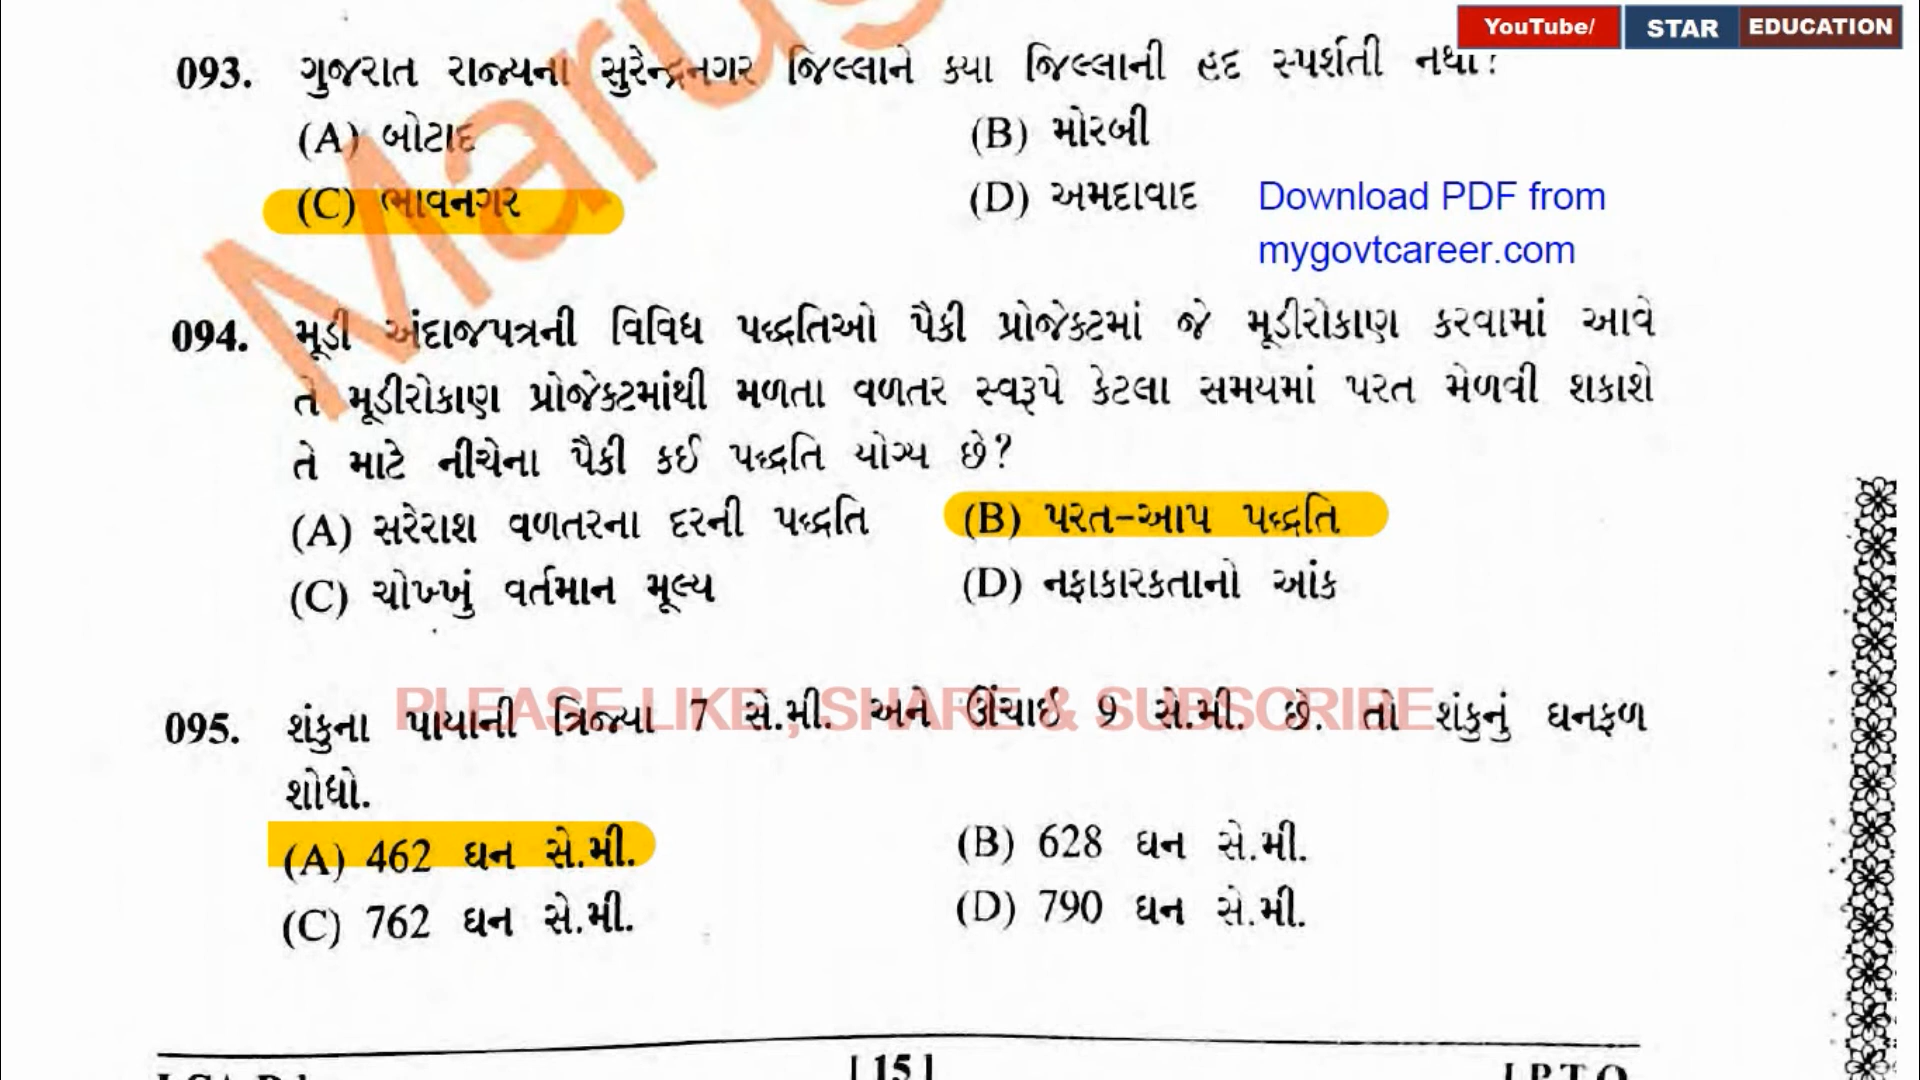 YouTube/ STAR EDUCATION
093. ગુજરાત રાજ્યના સુરેન્દ્રનગર જિલ્લાને ક્યા જિલ્લાની હદ સ્પર્શતી નથી?
(A) બોટાદ (B) મોરબી
(C) ભાવનગર (D) અમદાવાદ
Download PDF from
mygovtcareer.com
094. મૂડી અંદાજપત્રની વિવિધ પદ્ધતિઓ પૈકી પ્રોજેક્ટમાં જે મૂડીરોકાણ કરવામાં આવે
તે મૂડીરોકાણ પ્રોજેક્ટમાંથી મળતા વળતર સ્વરૂપે કેટલા સમયમાં પરત મેળવી શકાશે
તે માટે નીચેના પૈકી કઈ પદ્ધતિ યોગ્ય છે?
(A) સરેરાશ વળતરના દરની પદ્ધતિ (B) પરત-આપ પદ્ધતિ
(C) ચોખ્ખું વર્તમાન મૂલ્ય (D) નફાકારકતાનો આંક
PLEASE LIKE , SHARE & SUBSCRIBE
095. શંકુના પાયાની ત્રિજ્યા 7 સે.મી. અને ઊંચાઈ 9 સે.મી. છે. તો શંકુનું ઘનફળ
શોધો.
(A) 462 ઘન સે.મી. (B) 628 ઘન સે.મી.
(C) 762 ઘન સે.મી. (D) 790 ઘન સે.મી.
[ 15 ]